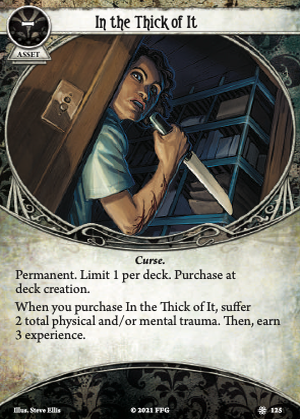 In the Thick of It
ASSET
Curse.
Permanent. Limit 1 per deck. Purchase at
deck creation.
When you purchase In the Thick of It, suffer
2 total physical and/or mental trauma. Then, earn
3 experience.
Illus. Steve Ellis © 2021 FFG 125